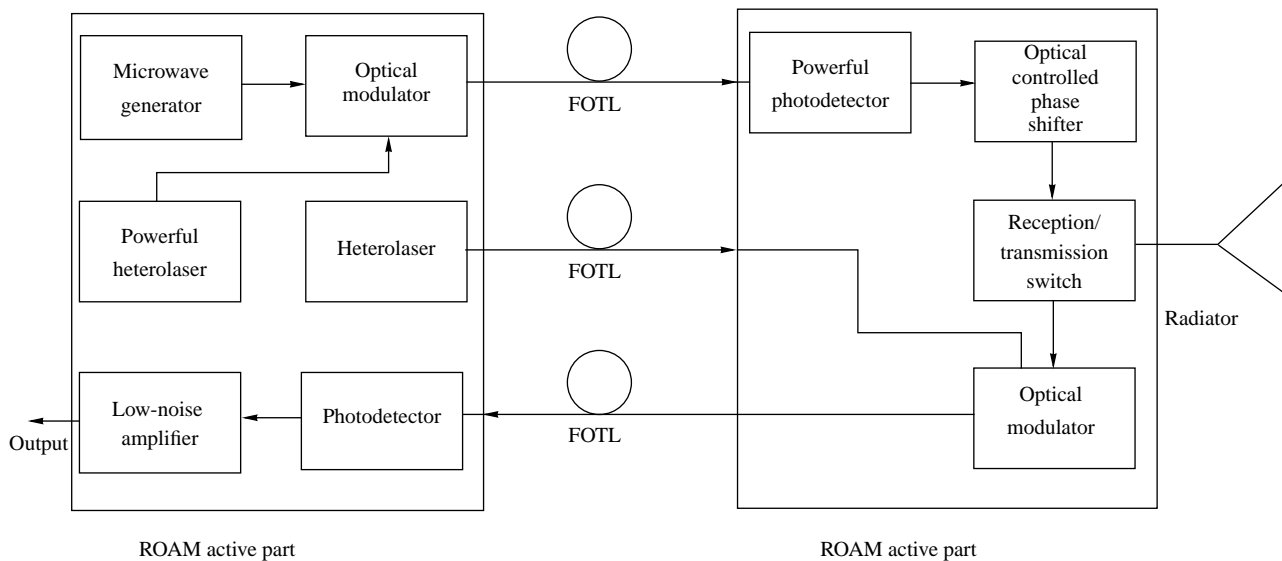 Microwave
generator
Optical
modulator
FOTL
Powerful
photodetector
Optical
controlled
phase
shifter
Powerful
heterolaser
Heterolaser
FOTL
Reception/
transmission
switch
Radiator
Output
Low-noise
amplifier
Photodetector
FOTL
Optical
modulator
ROAM active part
ROAM active part